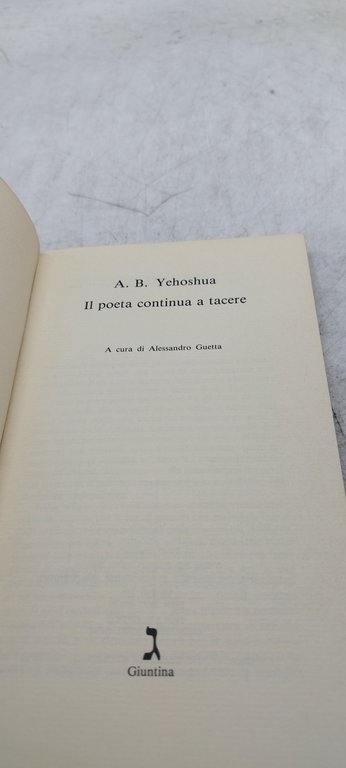 A. B. Yehoshua
Il poeta continua a tacere
A cura di Alessandro Guetta
ג
Giuntina